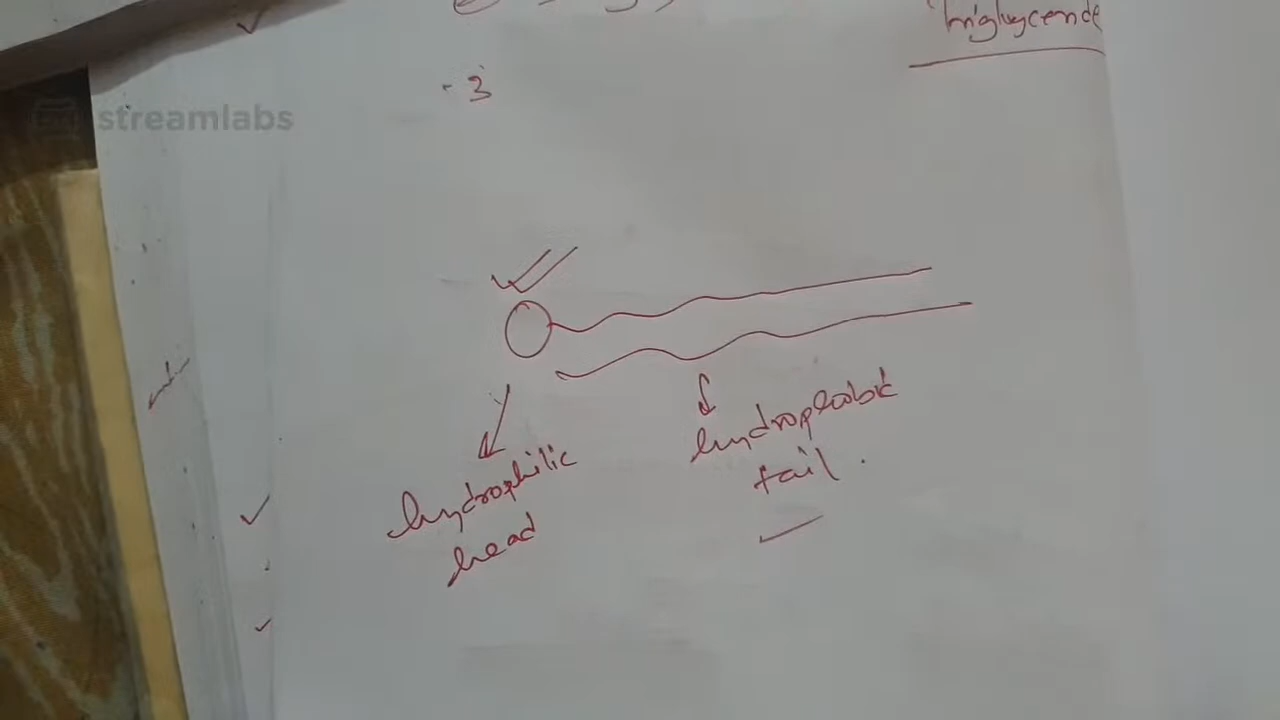 triglyceride
- 3
streamlabs
hydrophobic
tail.
hydrophilic
head